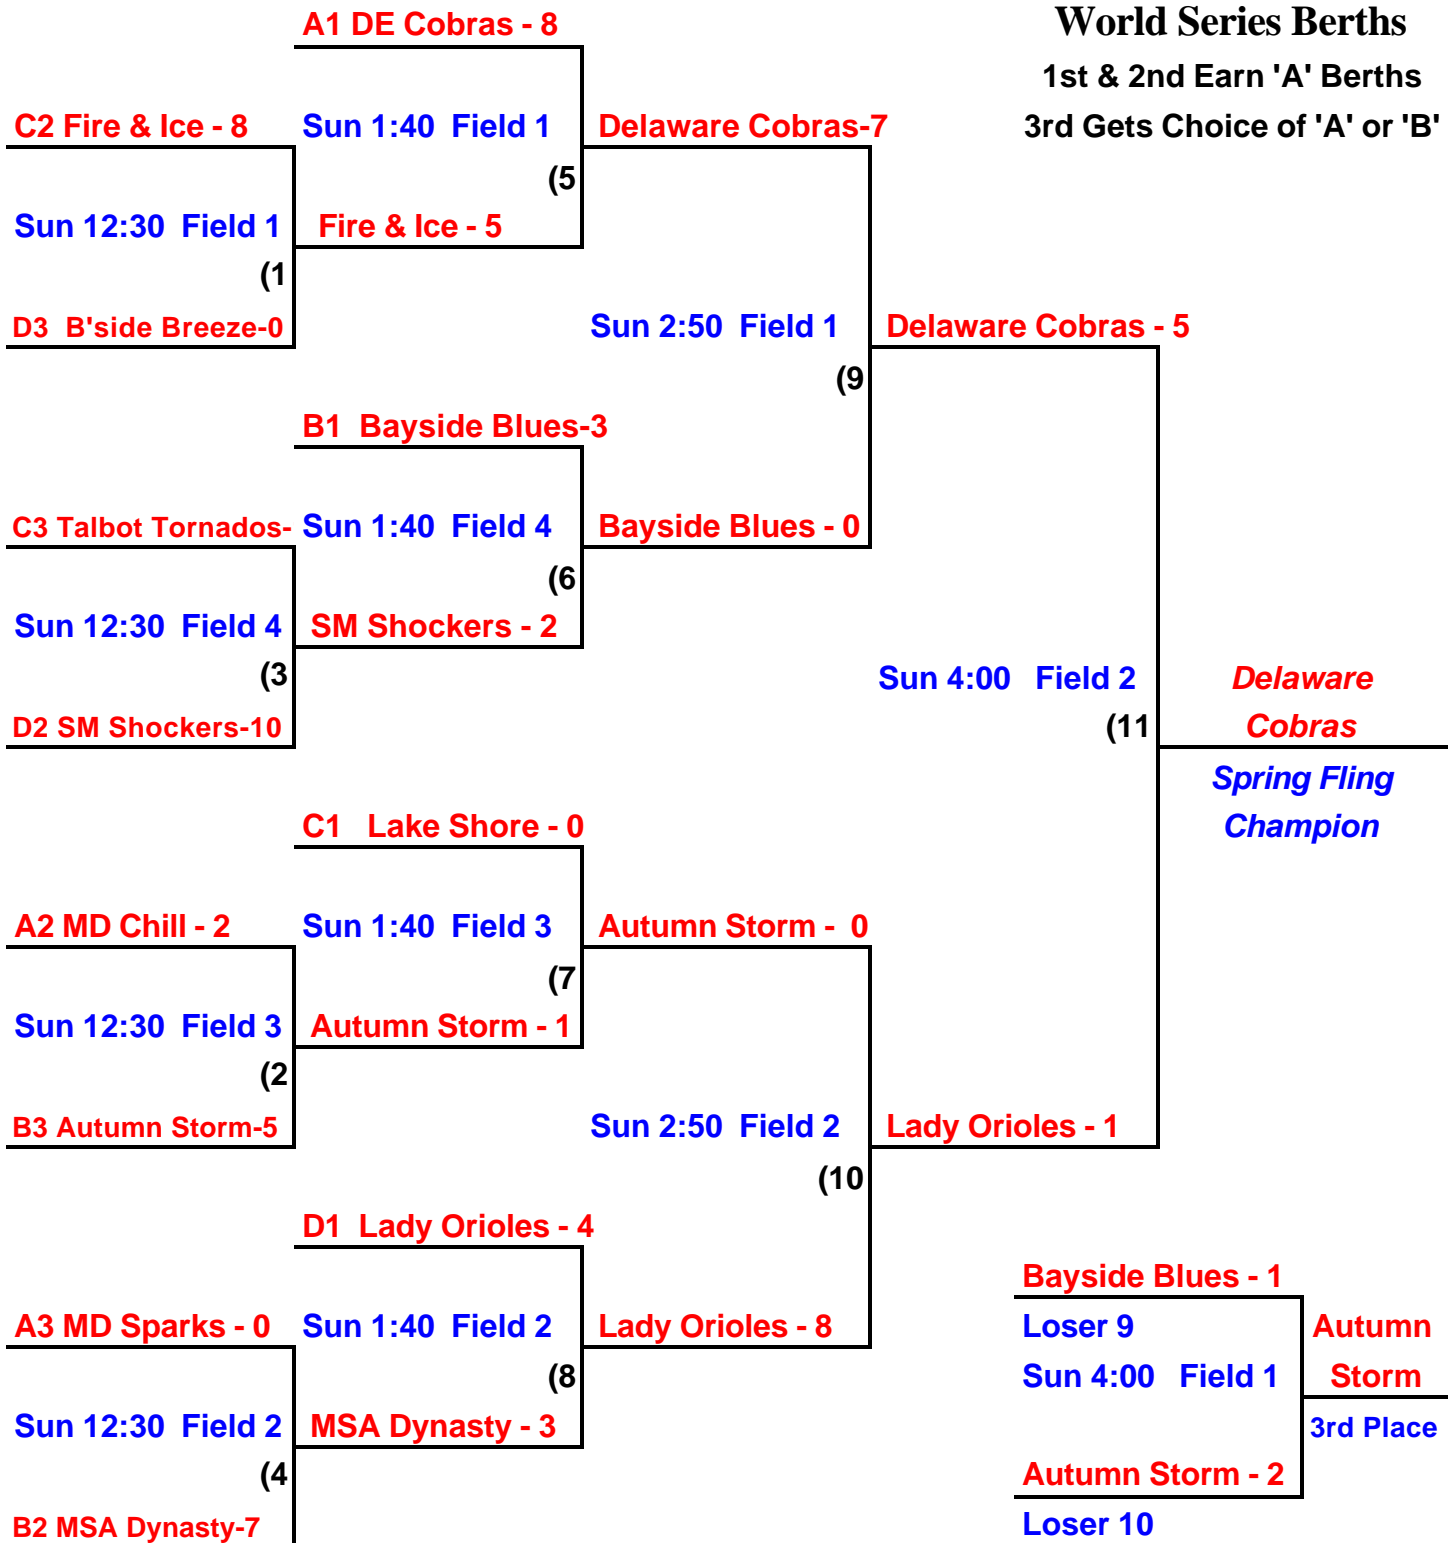 A1 DE Cobras - 8
World Series Berths
1st & 2nd Earn 'A' Berths
C2 Fire & Ice - 8
Sun 1:40 Field 1
Delaware Cobras-7
3rd Gets Choice of 'A' or 'B'
(5
Sun 12:30 Field 1
Fire & Ice - 5
(1
D3 B'side Breeze-0
Sun 2:50 Field 1
Delaware Cobras - 5
(9
B1 Bayside Blues-3
C3 Talbot Tornados-
Sun 1:40 Field 4
Bayside Blues - 0
(6
Sun 12:30 Field 4
SM Shockers - 2
(3
Sun 4:00 Field 2
Delaware
D2 SM Shockers-10
(11
Cobras
Spring Fling
C1 Lake Shore - 0
Champion
A2 MD Chill - 2
Sun 1:40 Field 3
Autumn Storm - 0
(7
Sun 12:30 Field 3
Autumn Storm - 1
(2
B3 Autumn Storm-5
Sun 2:50 Field 2
Lady Orioles - 1
(10
D1 Lady Orioles - 4
Bayside Blues - 1
A3 MD Sparks - 0
Sun 1:40 Field 2
Lady Orioles - 8
Loser 9
Autumn
(8
Sun 4:00 Field 1
Storm
Sun 12:30 Field 2
MSA Dynasty - 3
3rd Place
(4
Autumn Storm - 2
B2 MSA Dynasty-7
Loser 10